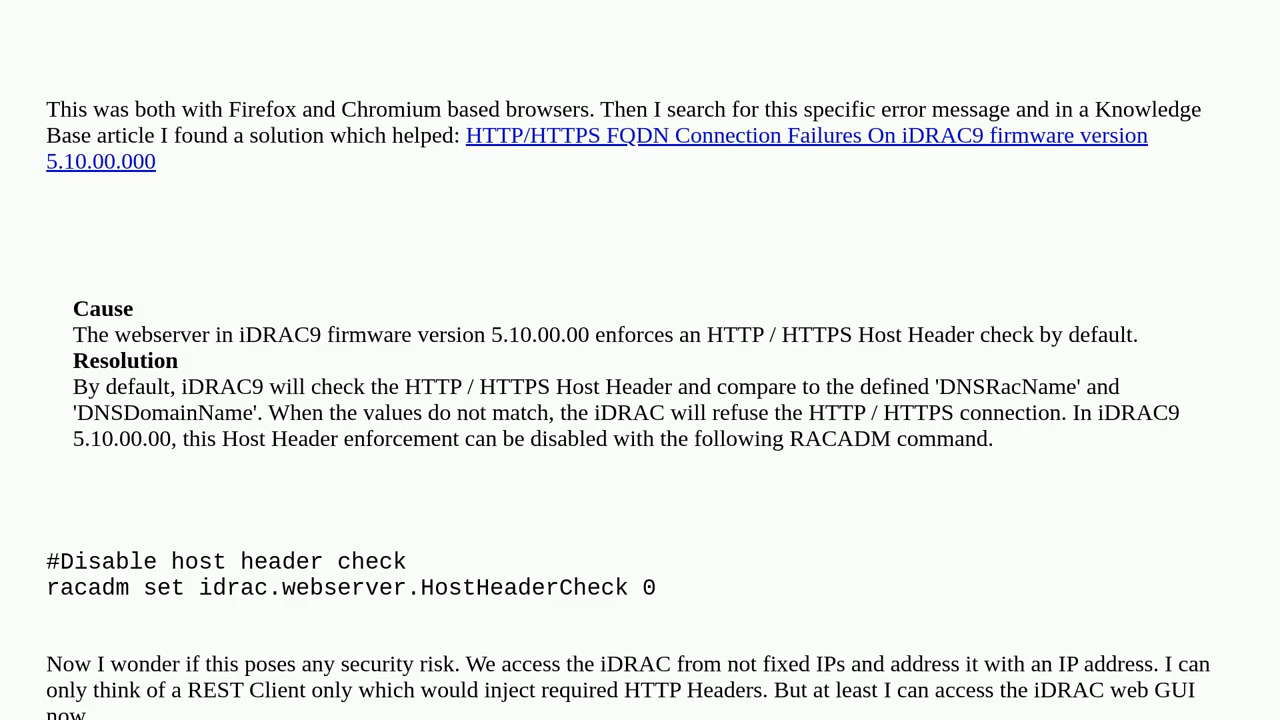 This was both with Firefox and Chromium based browsers. Then I search for this specific error message and in a Knowledge
Base article I found a solution which helped: HTTP/HTTPS FQDN Connection Failures On iDRAC9 firmware version
5.10.00.000
Cause
The webserver in iDRAC9 firmware version 5.10.00.00 enforces an HTTP / HTTPS Host Header check by default.
Resolution
By default, iDRAC9 will check the HTTP / HTTPS Host Header and compare to the defined 'DNSRacName' and
'DNSDomainName'. When the values do not match, the iDRAC will refuse the HTTP / HTTPS connection. In iDRAC9
5.10.00.00, this Host Header enforcement can be disabled with the following RACADM command.
#Disable host header check
racadm set idrac.webserver.HostHeaderCheck 0
Now I wonder if this poses any security risk. We access the iDRAC from not fixed IPs and address it with an IP address. I can
only think of a REST Client only which would inject required HTTP Headers. But at least I can access the iDRAC web GUI
now.